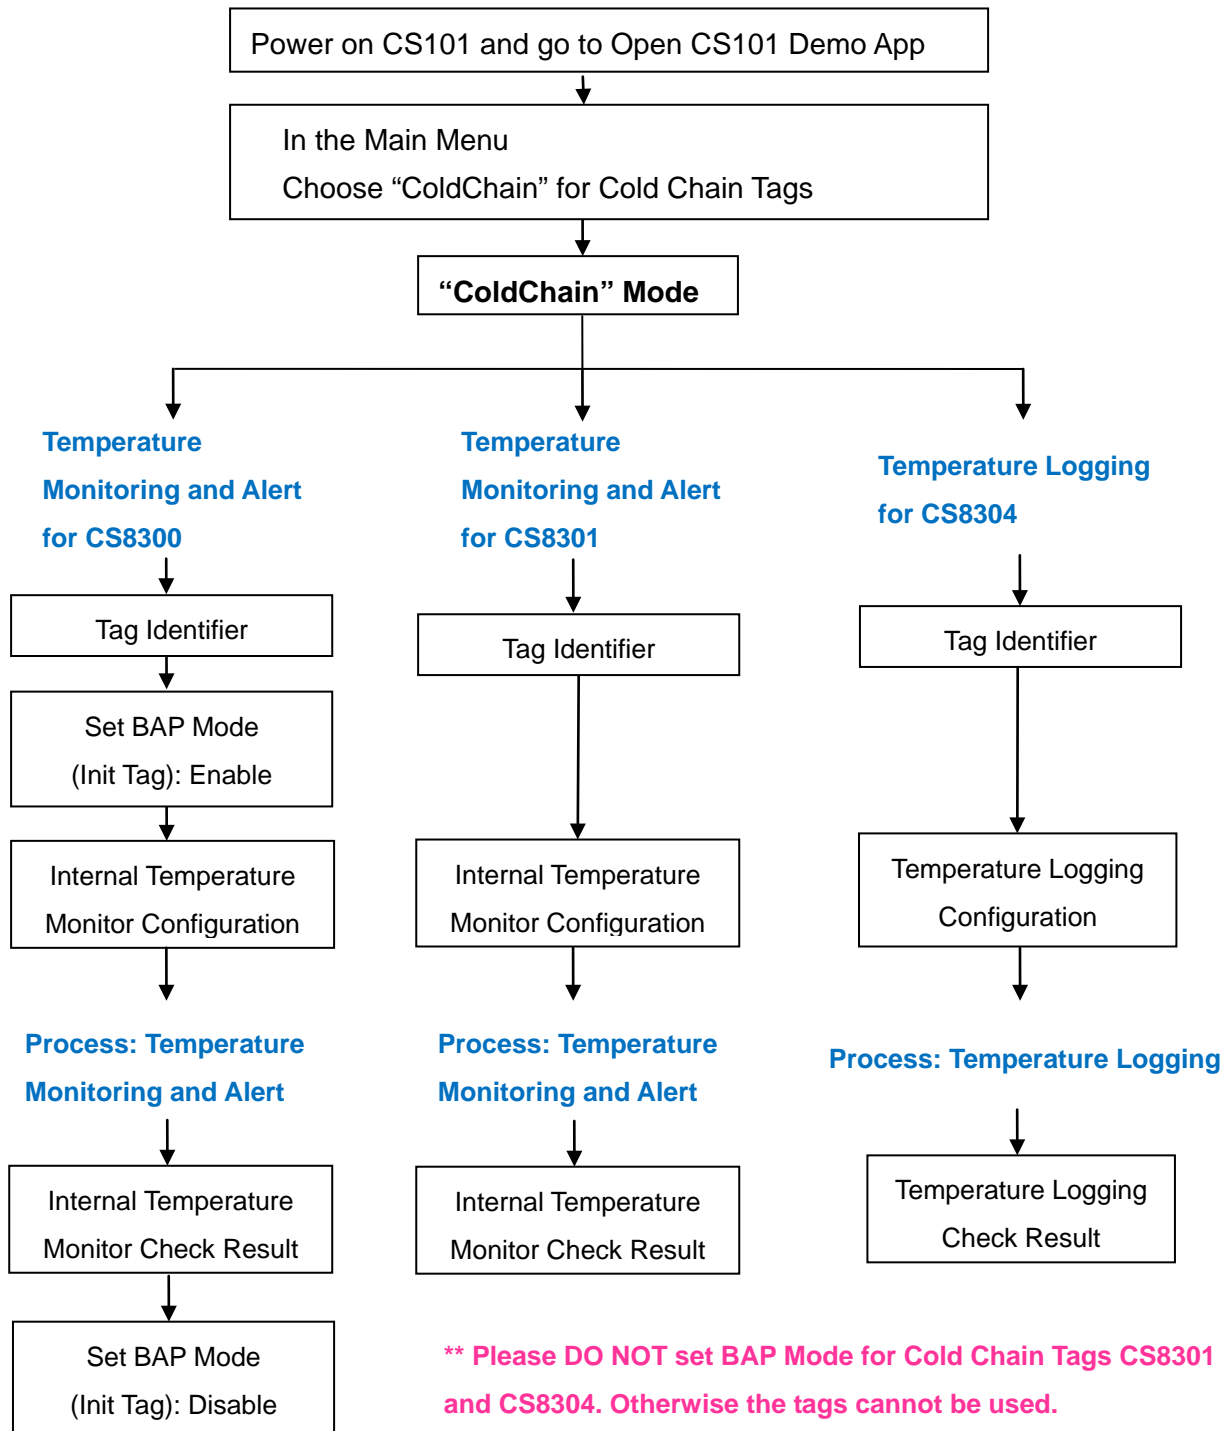 Power on CS101 and go to Open CS101 Demo App
In the Main Menu
Choose “ColdChain” for Cold Chain Tags
“ColdChain” Mode
Temperature
Monitoring and Alert
for CS8300
Tag Identifier
Set BAP Mode
(Init Tag): Enable
Internal Temperature
Monitor Configuration
Process: Temperature
Monitoring and Alert
Internal Temperature
Monitor Check Result
Set BAP Mode
(Init Tag): Disable
Temperature
Monitoring and Alert
for CS8301
Tag Identifier
Internal Temperature
Monitor Configuration
Process: Temperature
Monitoring and Alert
Internal Temperature
Monitor Check Result
Temperature Logging
for CS8304
Tag Identifier
Temperature Logging
Configuration
Process: Temperature Logging
Temperature Logging
Check Result
** Please DO NOT set BAP Mode for Cold Chain Tags CS8301
and CS8304. Otherwise the tags cannot be used.